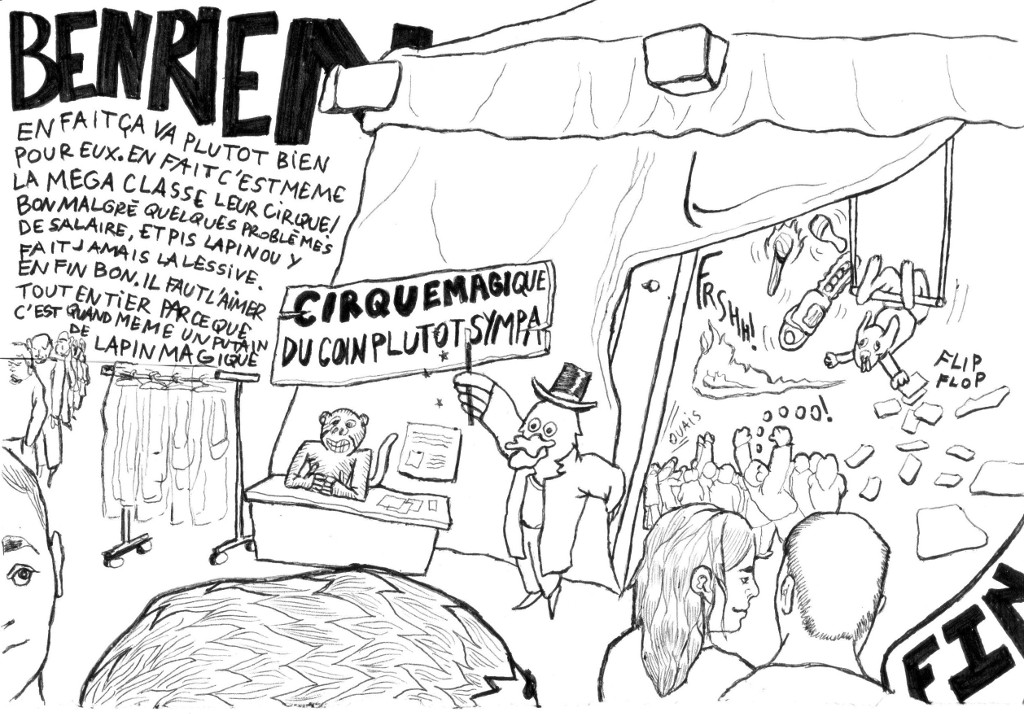 BENRIEN
EN FAIT ÇA VA PLUTOT BIEN
POUR EUX. EN FAIT C'EST MEME
LA MEGA CLASSE LEUR CIRQUE/
BON MALGRÉ QUELQUES PROBLÈMES
DE SALAIRE, ET PIS LAPINOU Y
FAIT JAMAIS LA LESSIVE.
ENFIN BON. IL FAUT L'AIMER
TOUT ENTIER PARCE QUE
C'EST QUAND MEME UN PUTAIN
DE
LAPIN MAGIQUE
CIRQUE MAGIQUE
DU COIN PLUTOT SYMPA
FRSHH!
FLIP
FLOP
OUAIS
OOOO!
FIN